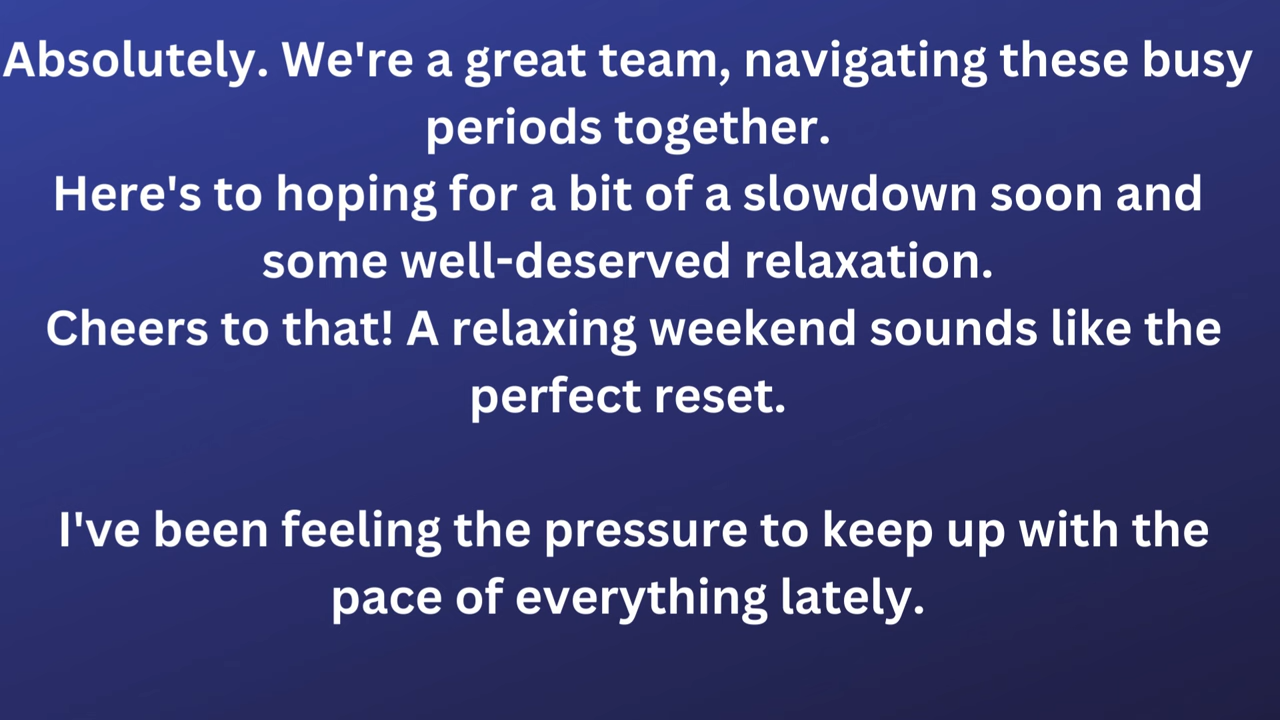 Absolutely. We're a great team, navigating these busy
periods together.
Here's to hoping for a bit of a slowdown soon and
some well-deserved relaxation.
Cheers to that! A relaxing weekend sounds like the
perfect reset.
I've been feeling the pressure to keep up with the
pace of everything lately.